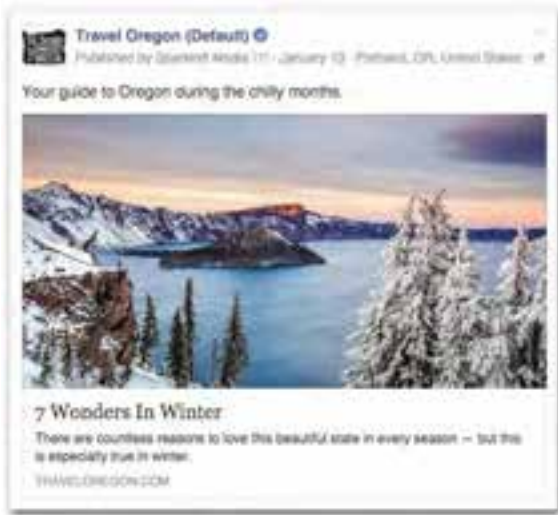 Travel Oregon (Default)
Published by Sparkloft Media · January 13 · Portland, OR, United States
Your guide to Oregon during the chilly months.
7 Wonders In Winter
There are countless reasons to love this beautiful state in every season — but this
is especially true in winter.
TRAVELOREGON.COM